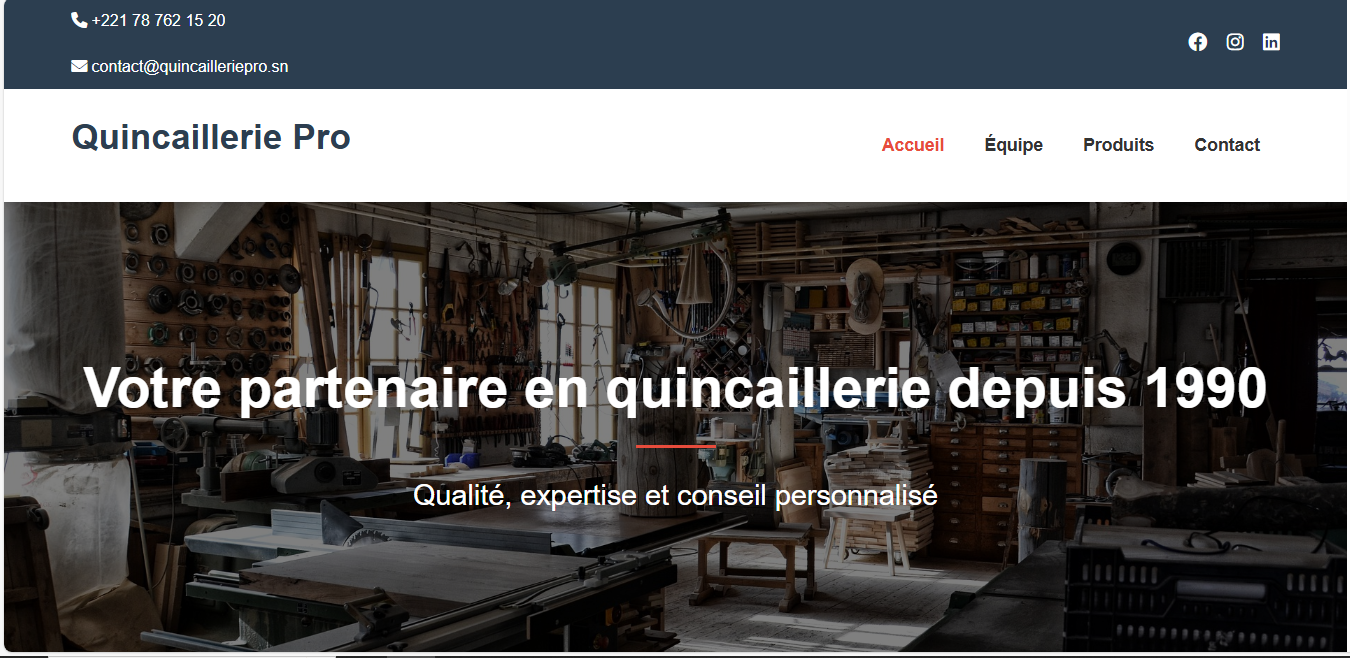 +221 78 762 15 20
contact@quincailleriepro.sn
Quincaillerie Pro
Accueil Équipe Produits Contact
Votre partenaire en quincaillerie depuis 1990
Qualité, expertise et conseil personnalisé